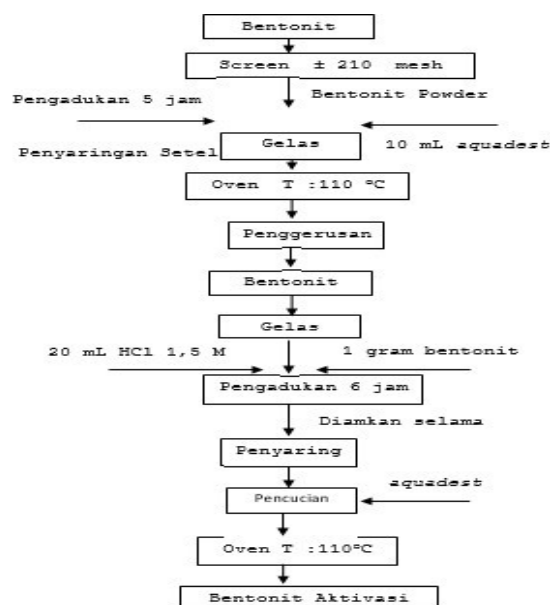 Bentonit
Screen ± 210 mesh
Pengadukan 5 jam
Bentonit Powder
Gelas
10 mL aquadest
Penyaringan Setel
Oven T :110 °C
Penggerusan
Bentonit
Gelas
20 mL HCl 1,5 M
1 gram bentonit
Pengadukan 6 jam
Diamkan selama
Penyaring
aquadest
Pencucian
Oven T :110°C
Bentonit Aktivasi